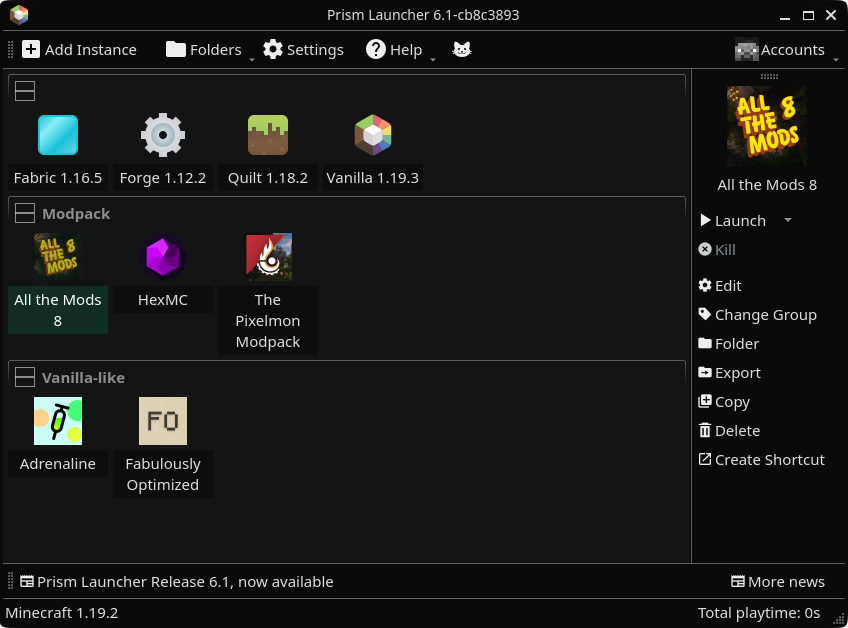 Prism Launcher 6.1-cb8c3893
Add Instance Folders Settings Help Accounts
Fabric 1.16.5 Forge 1.12.2 Quilt 1.18.2 Vanilla 1.19.3
Modpack
ALL THE 8 MODS
All the Mods 8
HexMC
The Pixelmon Modpack
Vanilla-like
FO
Adrenaline
Fabulously Optimized
ALL
THE 8
MODS
All the Mods 8
Launch
Kill
Edit
Change Group
Folder
Export
Copy
Delete
Create Shortcut
Prism Launcher Release 6.1, now available
More news
Minecraft 1.19.2
Total playtime: 0s